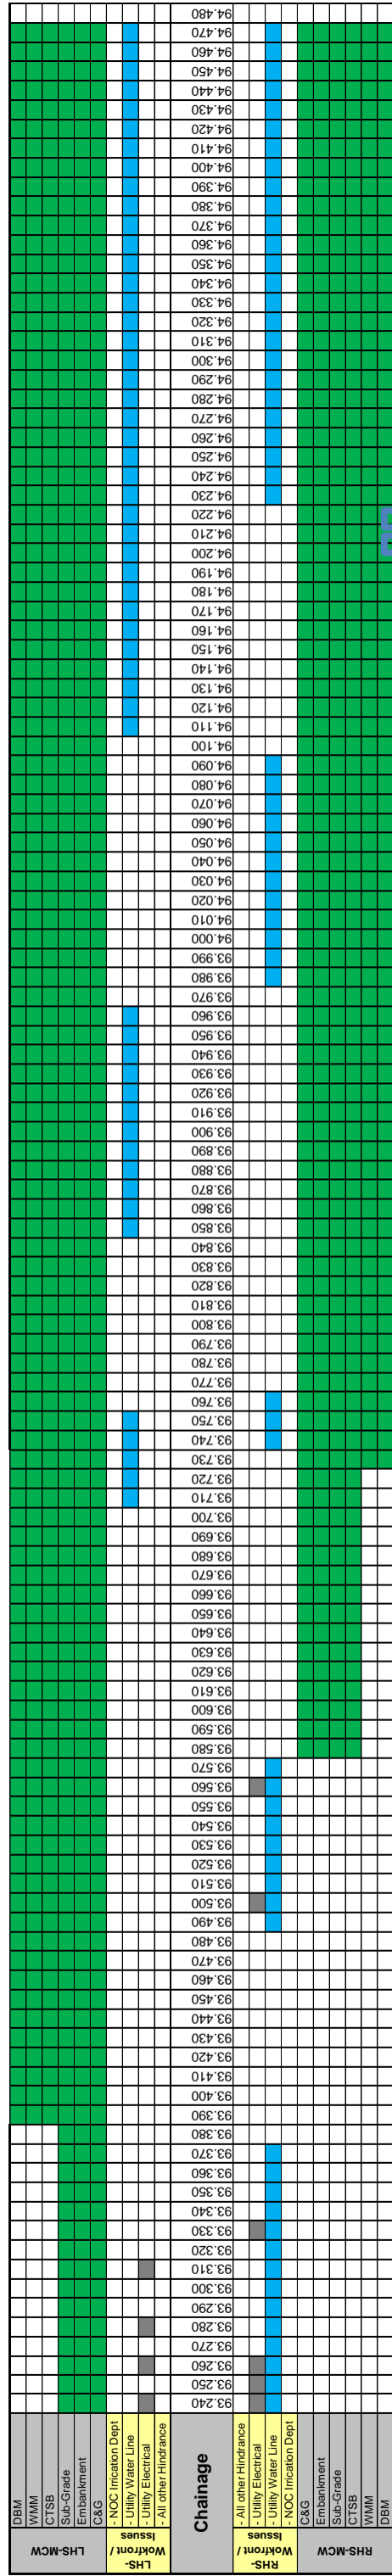 LHS-MCW
DBM
WMM
CTSB
Sub-Grade
Embankment
C&G
LHS-
Wokfront /
Issues
- NOC Irrication Dept
- Utility Water Line
- Utility Electrical
- All other Hindrance
Chainage 93.240 93.250 93.260 93.270 93.280 93.290 93.300 93.310 93.320 93.330 93.340 93.350 93.360 93.370 93.380 93.390 93.400 93.410 93.420 93.430 93.440 93.450 93.460 93.470 93.480 93.490 93.500 93.510 93.520 93.530 93.540 93.550 93.560 93.570 93.580 93.590 93.600 93.610 93.620 93.630 93.640 93.650 93.660 93.670 93.680 93.690 93.700 93.710 93.720 93.730 93.740 93.750 93.760 93.770 93.780 93.790 93.800 93.810 93.820 93.830 93.840 93.850 93.860 93.870 93.880 93.890 93.900 93.910 93.920 93.930 93.940 93.950 93.960 93.970 93.980 93.990 94.000 94.010 94.020 94.030 94.040 94.050 94.060 94.070 94.080 94.090 94.100 94.110 94.120 94.130 94.140 94.150 94.160 94.170 94.180 94.190 94.200 94.210 94.220 94.230 94.240 94.250 94.260 94.270 94.280 94.290 94.300 94.310 94.320 94.330 94.340 94.350 94.360 94.370 94.380 94.390 94.400 94.410 94.420 94.430 94.440 94.450 94.460 94.470 94.480
RHS-
Wokfront /
Issues
- All other Hindrance
- Utility Electrical
- Utility Water Line
- NOC Irrication Dept
RHS-MCW
C&G
Embankment
Sub-Grade
CTSB
WMM
DBM